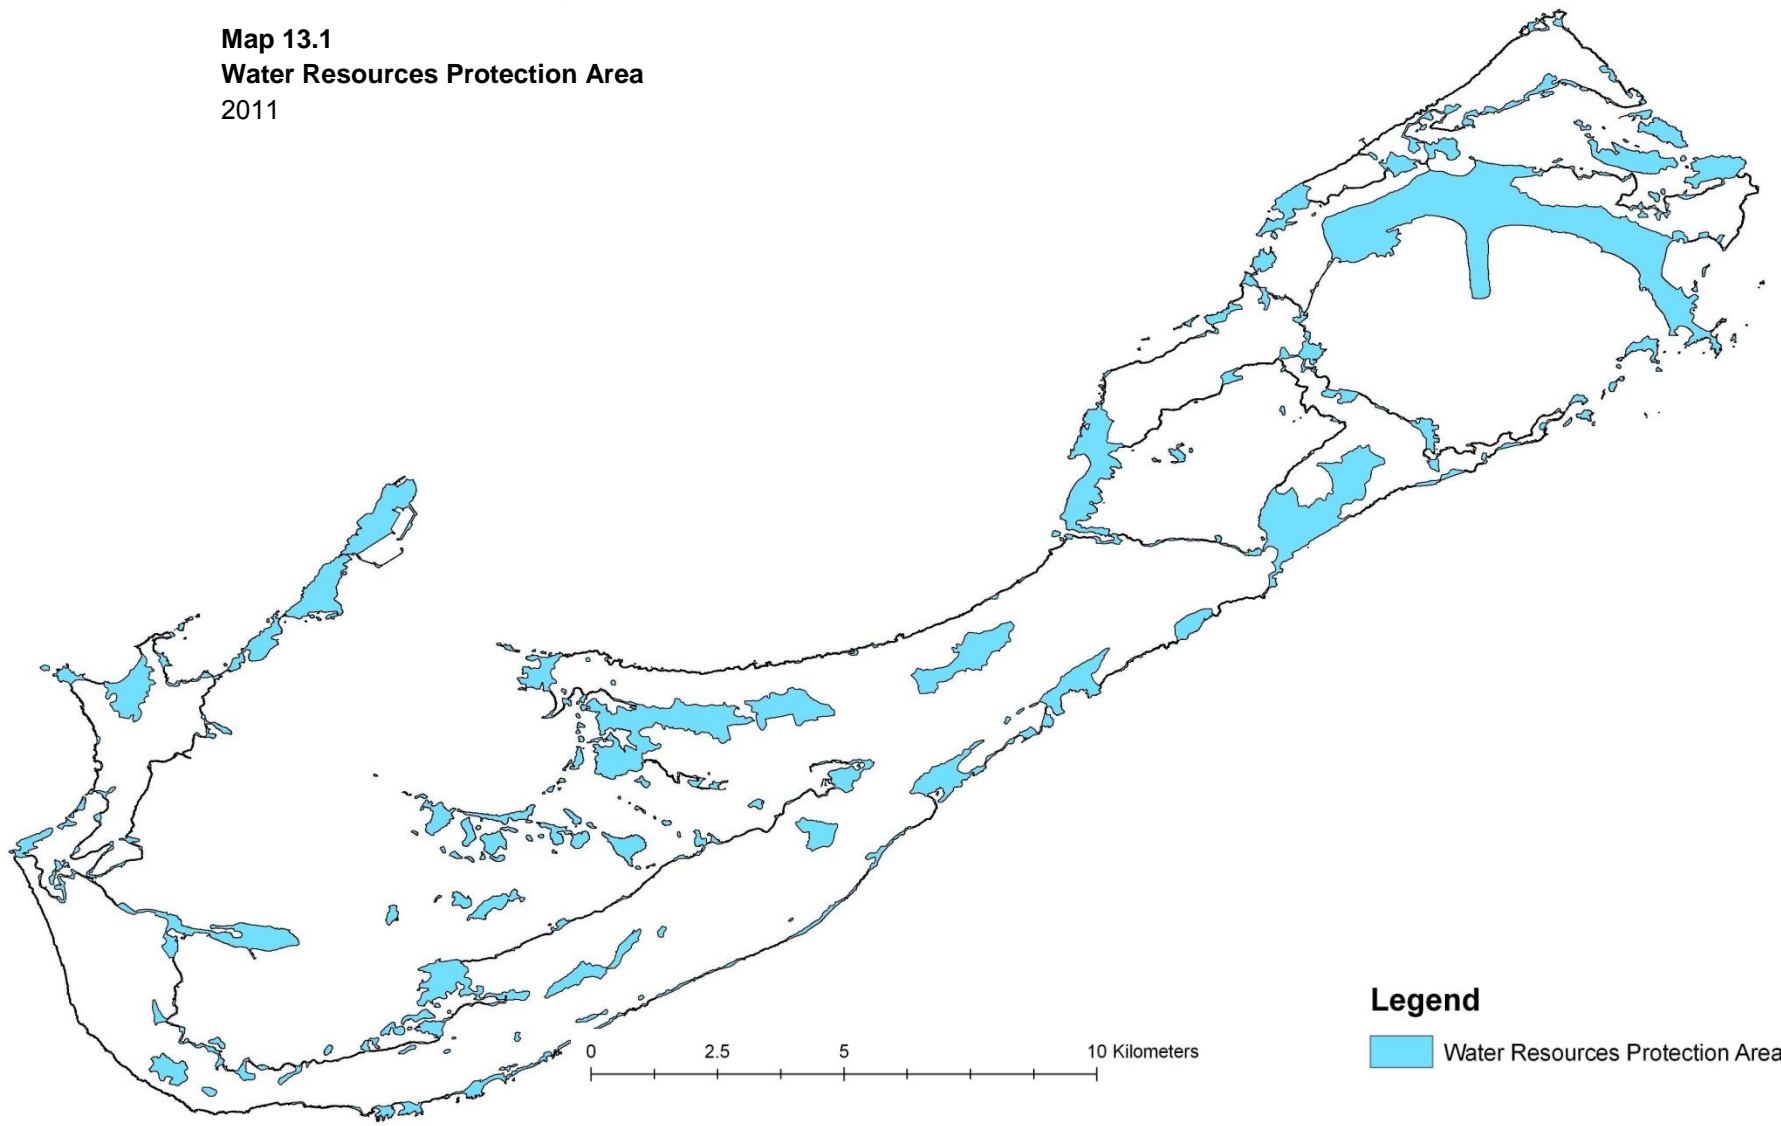 Map 13.1
Water Resources Protection Area
2011
0 2.5 5 10 Kilometers
Legend
Water Resources Protection Area